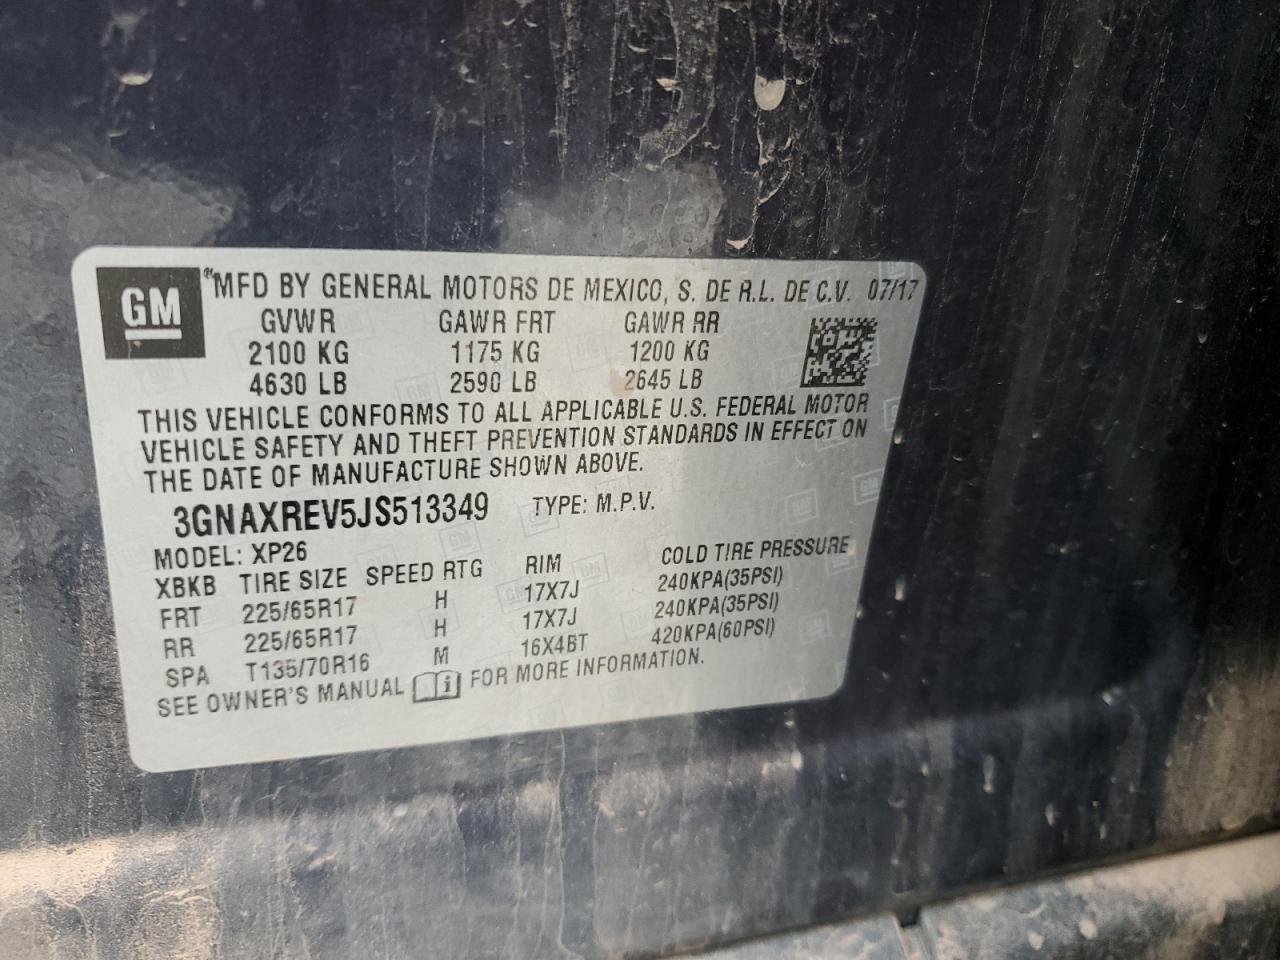 GM
MFD BY GENERAL MOTORS DE MEXICO, S. DE R.L. DE C.V. 07/17
GVWR GAWR FRT GAWR RR
2100 KG 1175 KG 1200 KG
4630 LB 2590 LB 2645 LB
THIS VEHICLE CONFORMS TO ALL APPLICABLE U.S. FEDERAL MOTOR
VEHICLE SAFETY AND THEFT PREVENTION STANDARDS IN EFFECT ON
THE DATE OF MANUFACTURE SHOWN ABOVE.
3GNAXREV5JS513349 TYPE: M.P.V.
MODEL: XP26
XBKB TIRE SIZE SPEED RTG RIM COLD TIRE PRESSURE
FRT 225/65R17 H 17X7J 240KPA(35PSI)
RR 225/65R17 H 17X7J 240KPA(35PSI)
SPA T135/70R16 M 16X4BT 420KPA(60PSI)
SEE OWNER'S MANUAL FOR MORE INFORMATION.